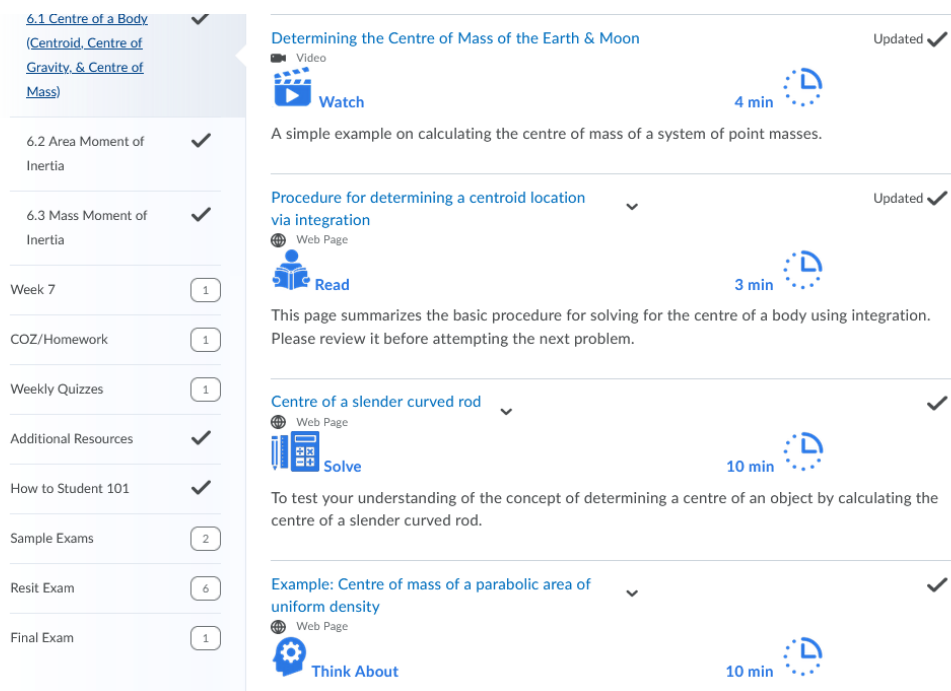 6.1 Centre of a Body
(Centroid, Centre of
Gravity, & Centre of
Mass)
6.2 Area Moment of
Inertia
6.3 Mass Moment of
Inertia
Week 7
1
COZ/Homework
1
Weekly Quizzes
1
Additional Resources
How to Student 101
Sample Exams
2
Resit Exam
6
Final Exam
1
Determining the Centre of Mass of the Earth & Moon
Updated
Video
Watch
4 min
A simple example on calculating the centre of mass of a system of point masses.
Procedure for determining a centroid location
via integration
Updated
Web Page
Read
3 min
This page summarizes the basic procedure for solving for the centre of a body using integration.
Please review it before attempting the next problem.
Centre of a slender curved rod
Web Page
Solve
10 min
To test your understanding of the concept of determining a centre of an object by calculating the
centre of a slender curved rod.
Example: Centre of mass of a parabolic area of
uniform density
Web Page
Think About
10 min